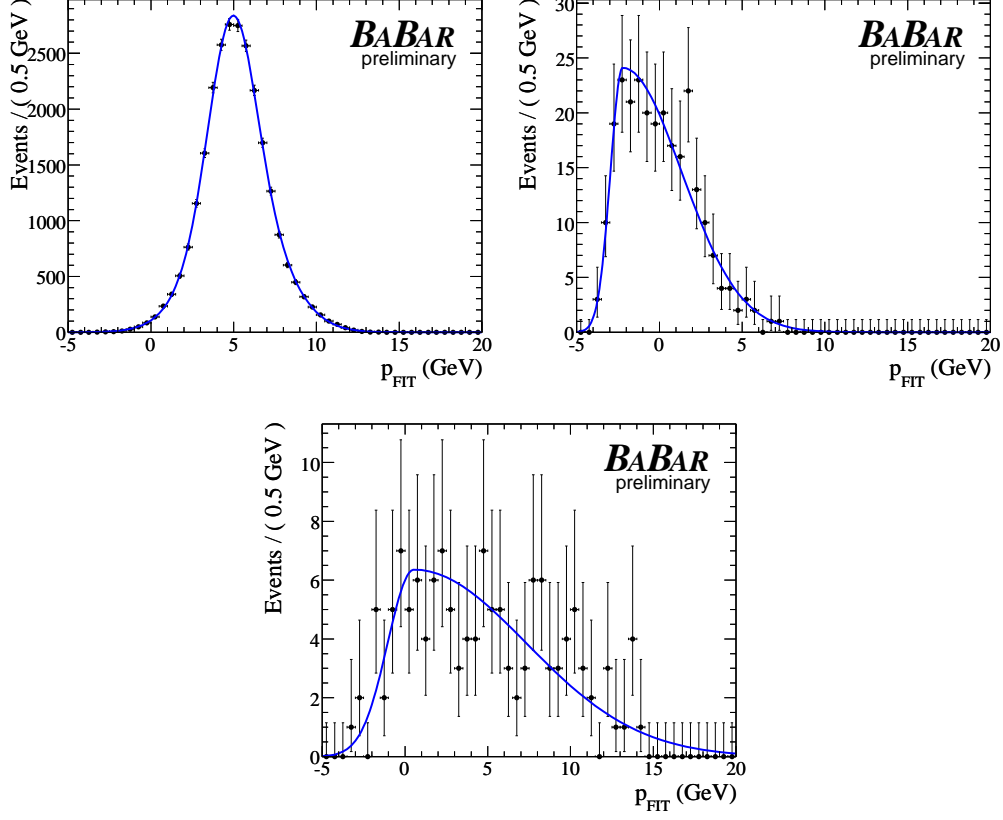 Events / ( 0.5 GeV )
2500
2000
1500
1000
500
0
BABAR
preliminary
-5 0 5 10 15 20
p_FIT (GeV)
Events / ( 0.5 GeV )
30
25
20
15
10
5
0
BABAR
preliminary
-5 0 5 10 15 20
p_FIT (GeV)
Events / ( 0.5 GeV )
10
8
6
4
2
0
BABAR
preliminary
-5 0 5 10 15 20
p_FIT (GeV)